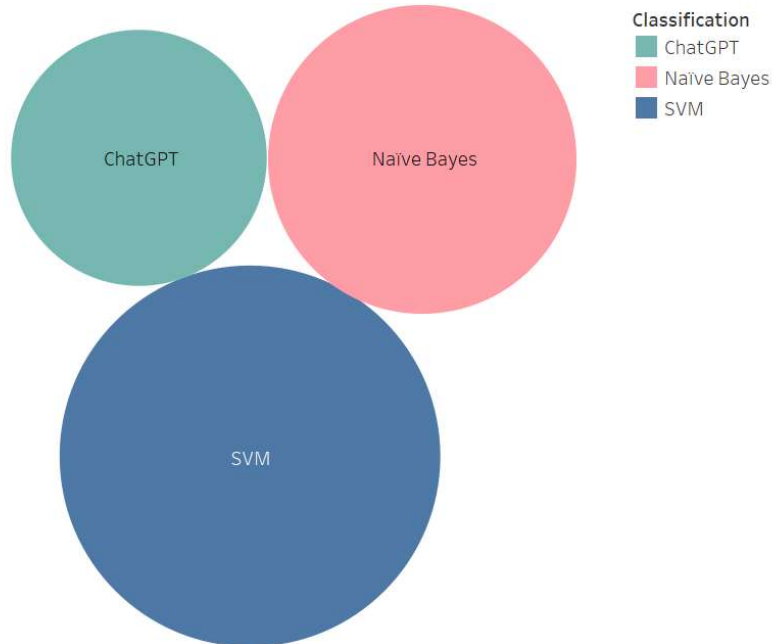 Classification
ChatGPT
Naïve Bayes
SVM
ChatGPT
Naïve Bayes
SVM